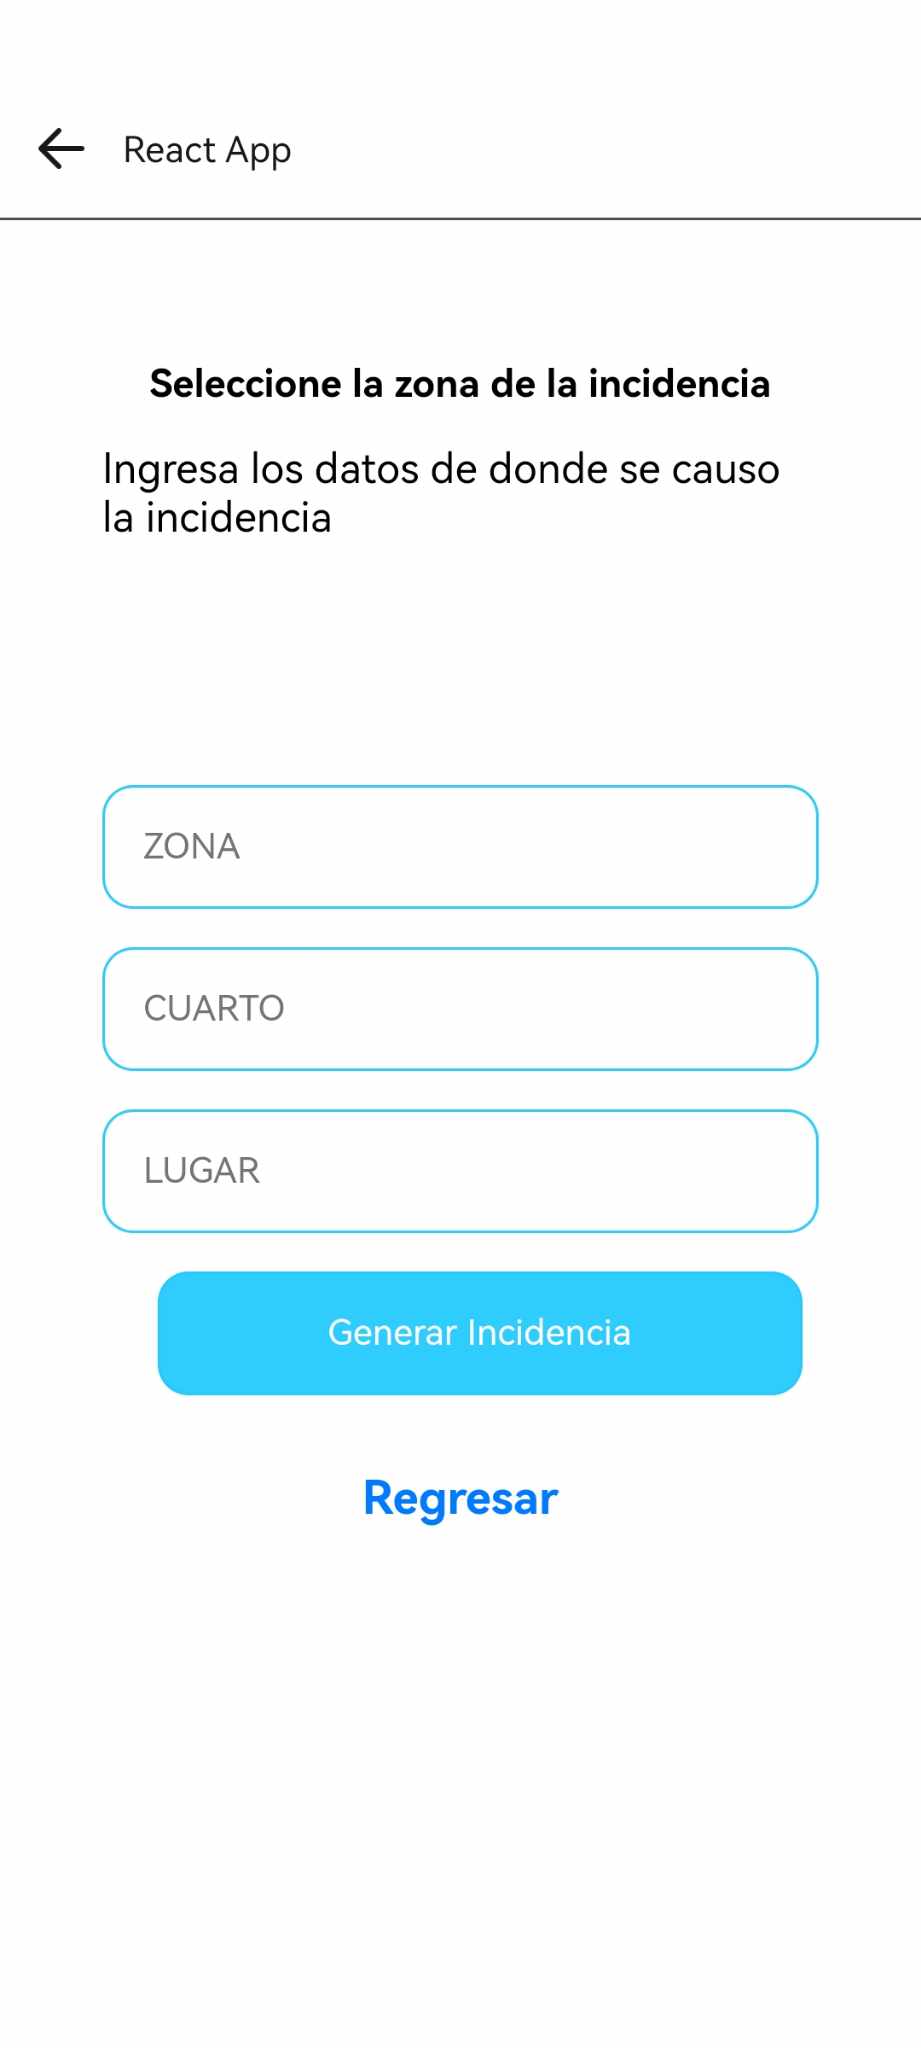 React App
Seleccione la zona de la incidencia
Ingresa los datos de donde se causo
la incidencia
ZONA
CUARTO
LUGAR
Generar Incidencia
Regresar